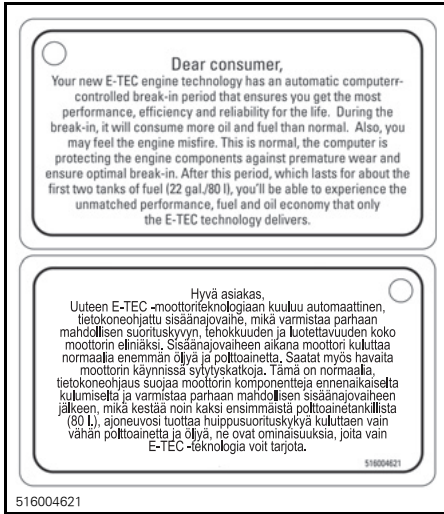 Dear consumer,
Your new E-TEC engine technology has an automatic computerr-
controlled break-in period that ensures you get the most
performance, efficiency and reliability for the life. During the
break-in, it will consume more oil and fuel than normal. Also, you
may feel the engine misfire. This is normal, the computer is
protecting the engine components against premature wear and
ensure optimal break-in. After this period, which lasts for about the
first two tanks of fuel (22 gal./80 l), you'll be able to experience the
unmatched performance, fuel and oil economy that only
the E-TEC technology delivers.
Hyvä asiakas,
Uuteen E-TEC -moottoriteknologiaan kuuluu automaattinen,
tietokoneohjattu sisäänajovaihe, mikä varmistaa parhaan
mahdollisen suorituskyvyn, tehokkuuden ja luotettavuuden koko
moottorin eliniäksi. Sisäänajovaiheen aikana moottori kuluttaa
normaalia enemmän öljyä ja polttoainetta. Saatat myös havaita
moottorin käynnissä sytytyskatkoja. Tämä on normaalia,
tietokoneohjaus suojaa moottorin komponentteja ennenaikaiselta
kulumiselta ja varmistaa parhaan mahdollisen sisäänajovaiheen
jälkeen, mikä kestää noin kaksi ensimmäistä polttoainetankillista
(80 l.), ajoneuvosi tuottaa huippusuorituskykyä kuluttaen vain
vähän polttoainetta ja öljyä, ne ovat ominaisuuksia, joita vain
E-TEC -teknologia voit tarjota.
516004621
516004621